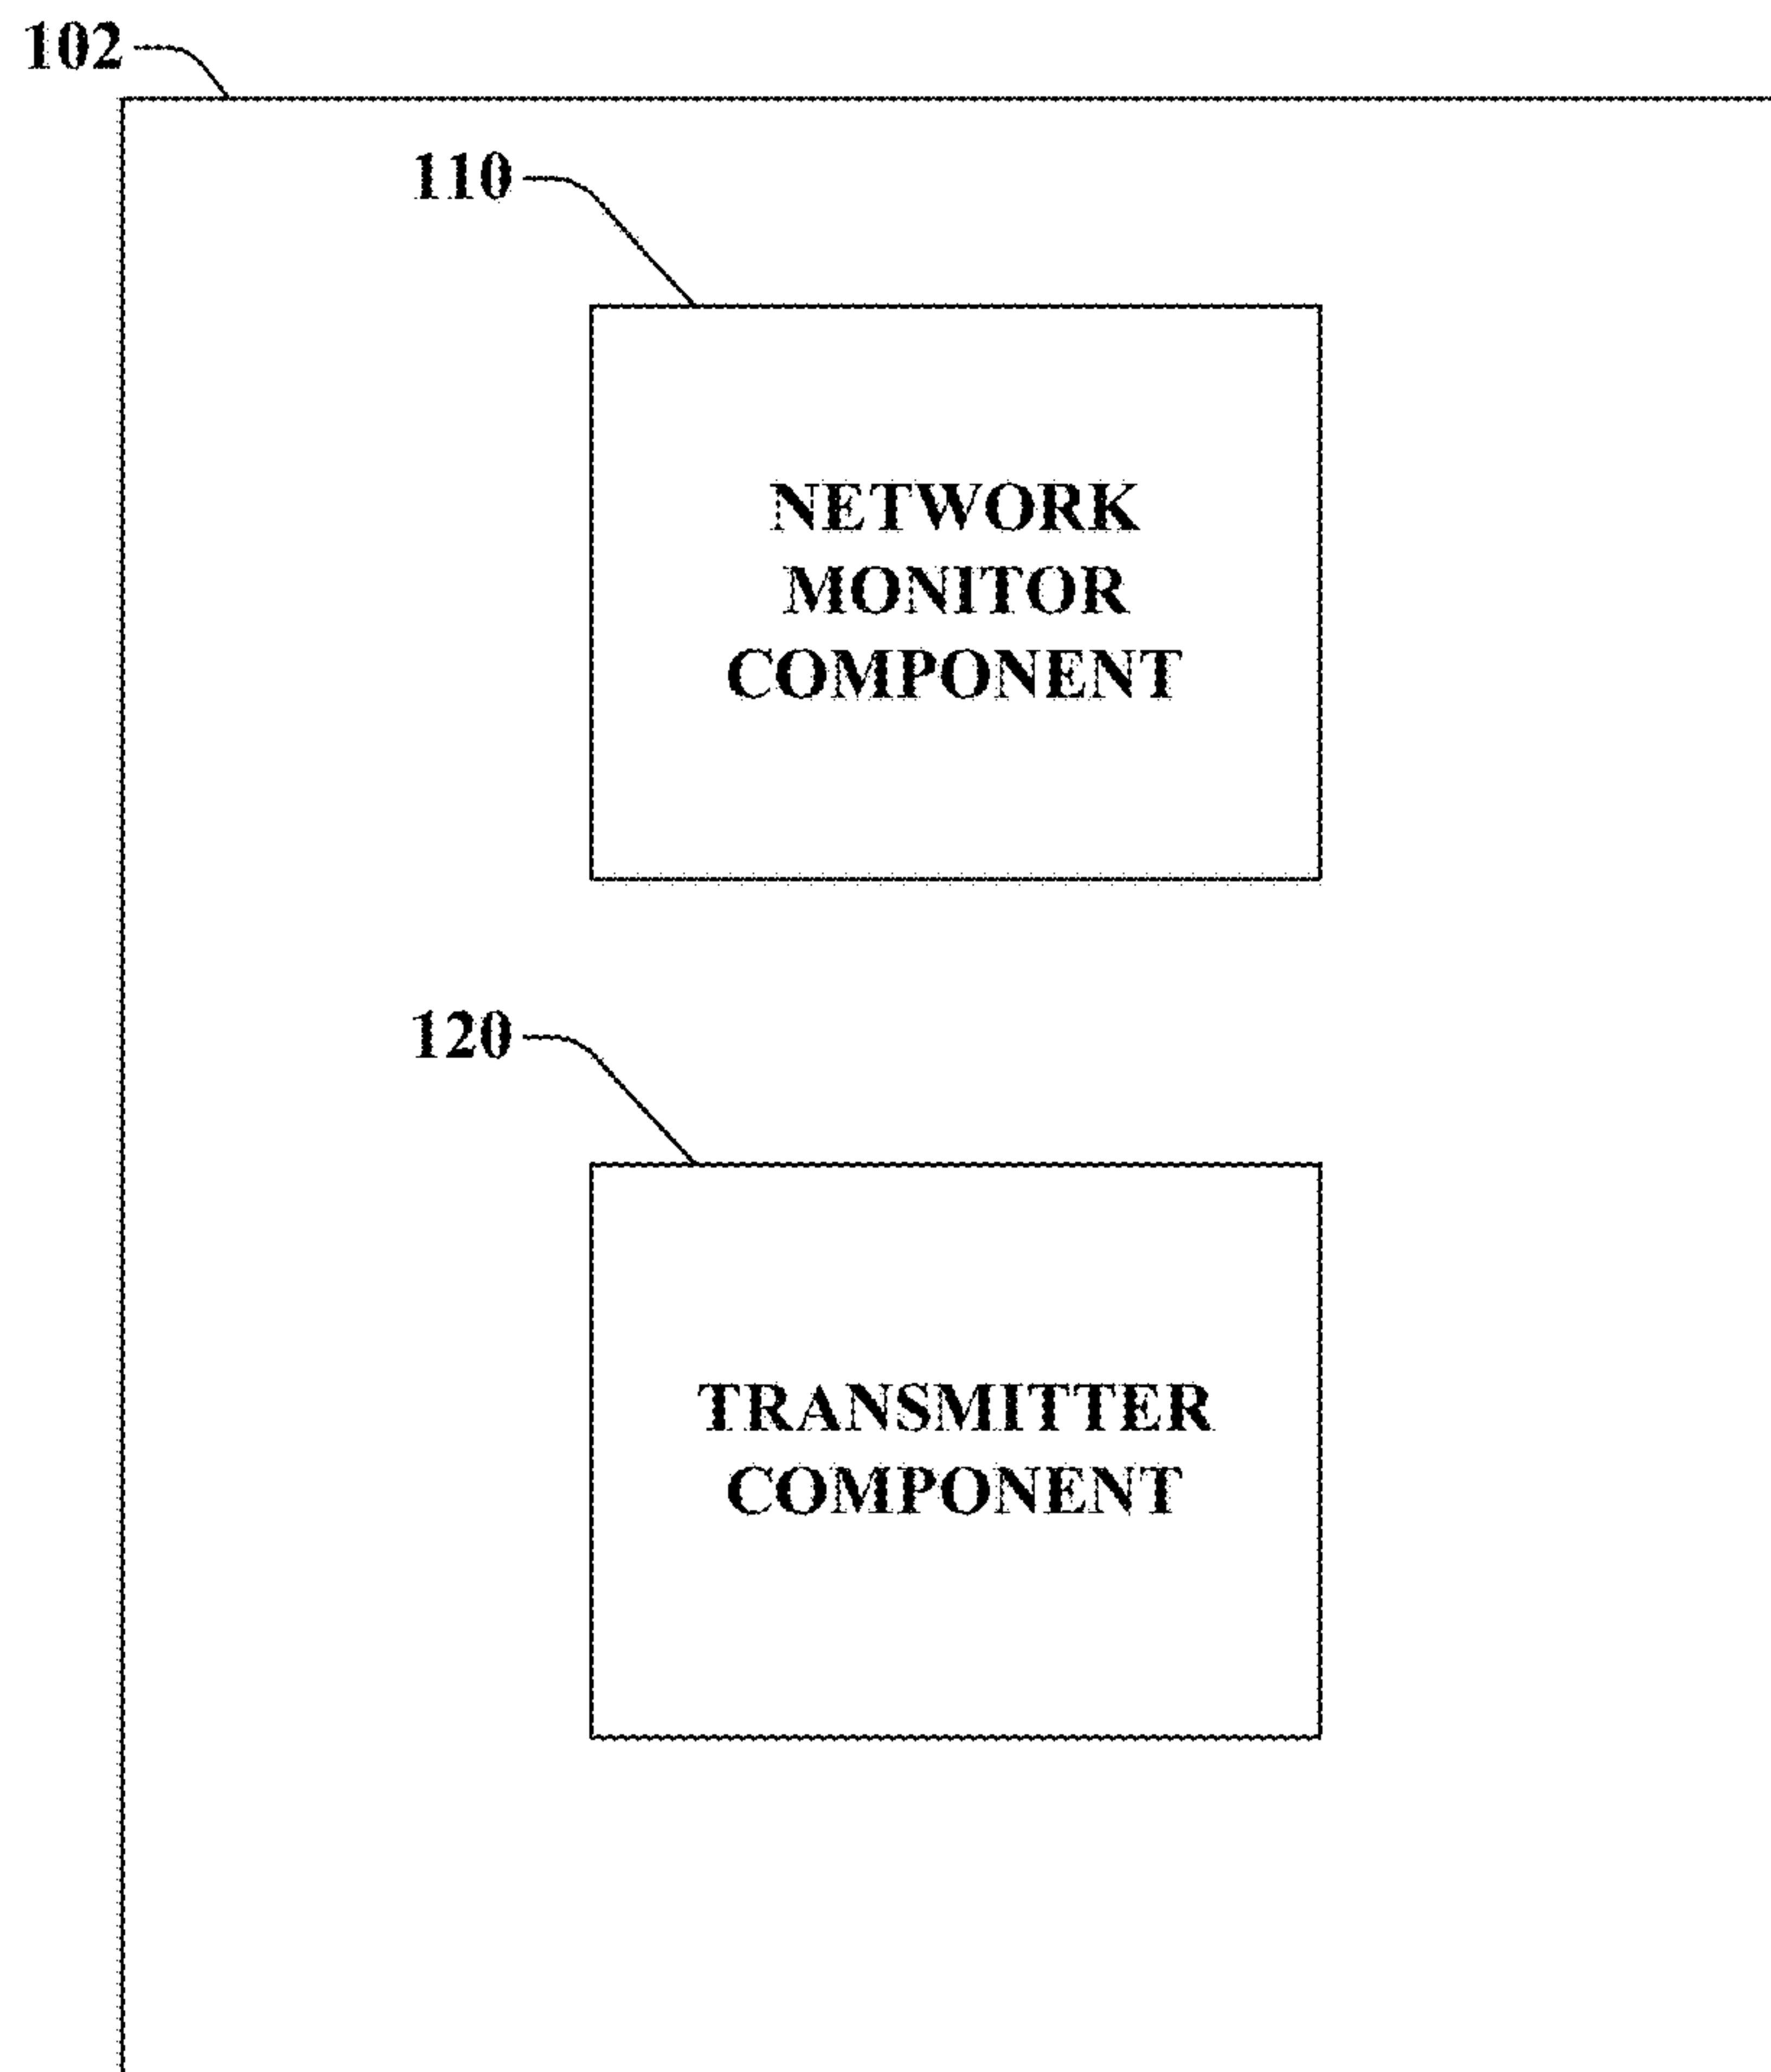 102
110
NETWORK
MONITOR
COMPONENT
120
TRANSMITTER
COMPONENT